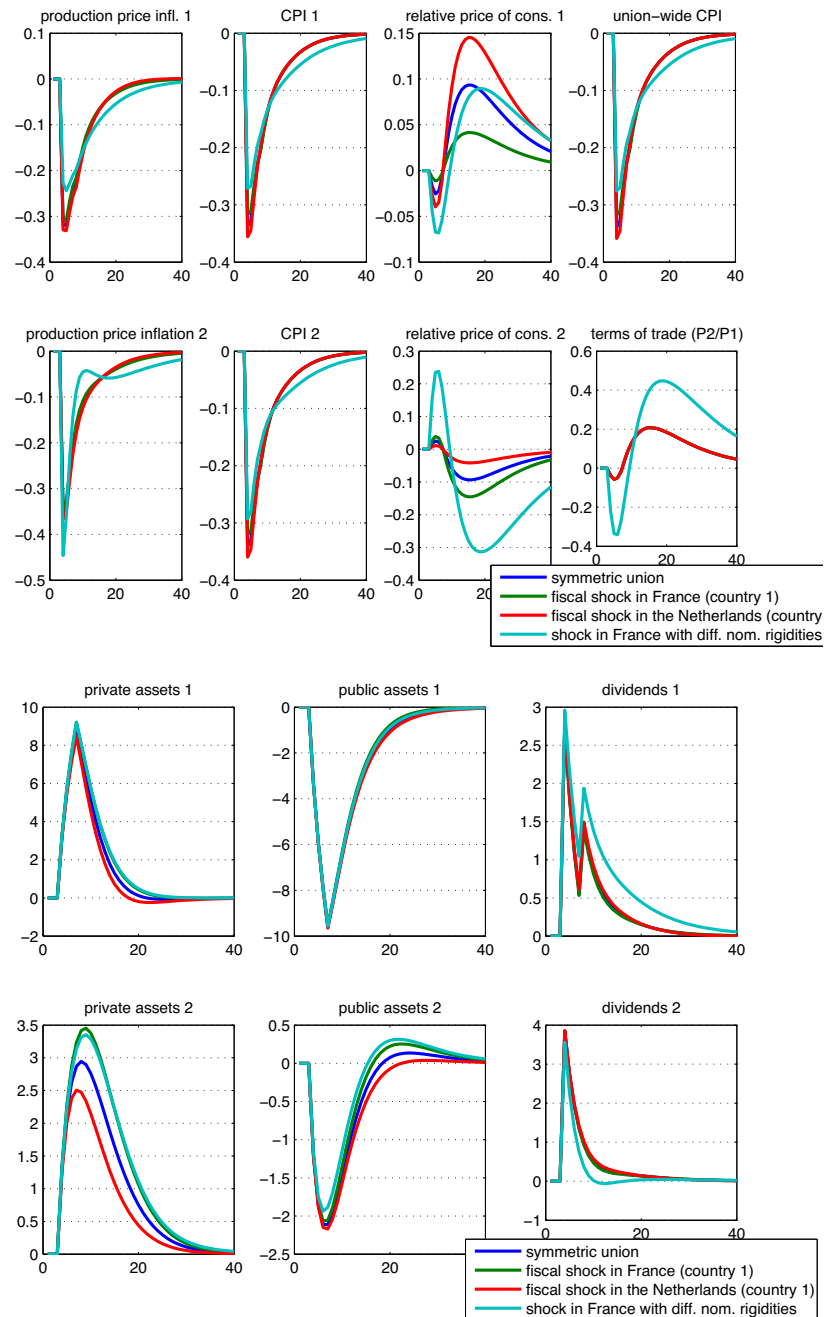 production price infl. 1
CPI 1
relative price of cons. 1
union−wide CPI
0.1
0
−0.1
−0.2
−0.3
−0.4
0 20 40
0
−0.1
−0.2
−0.3
−0.4
0 20 40
0.15
0.1
0.05
0
−0.05
−0.1
0 20 40
0
−0.1
−0.2
−0.3
−0.4
0 20 40
production price inflation 2
CPI 2
relative price of cons. 2
terms of trade (P2/P1)
0
−0.1
−0.2
−0.3
−0.4
−0.5
0 20 40
0
−0.1
−0.2
−0.3
−0.4
0 20 40
0.3
0.2
0.1
0
−0.1
−0.2
−0.3
−0.4
0
0.6
0.4
0.2
0
−0.2
−0.4
0 20 40
symmetric union
fiscal shock in France (country 1)
fiscal shock in the Netherlands (country
shock in France with diff. nom. rigidities
private assets 1
public assets 1
dividends 1
10
8
6
4
2
0
−2
0 20 40
0
−2
−4
−6
−8
−10
0 20 40
3
2.5
2
1.5
1
0.5
0
0 20 40
private assets 2
public assets 2
dividends 2
3.5
3
2.5
2
1.5
1
0.5
0
0 20 40
0.5
0
−0.5
−1
−1.5
−2
−2.5
0 20
4
3
2
1
0
−1
0 20 40
symmetric union
fiscal shock in France (country 1)
fiscal shock in the Netherlands (country 1)
shock in France with diff. nom. rigidities